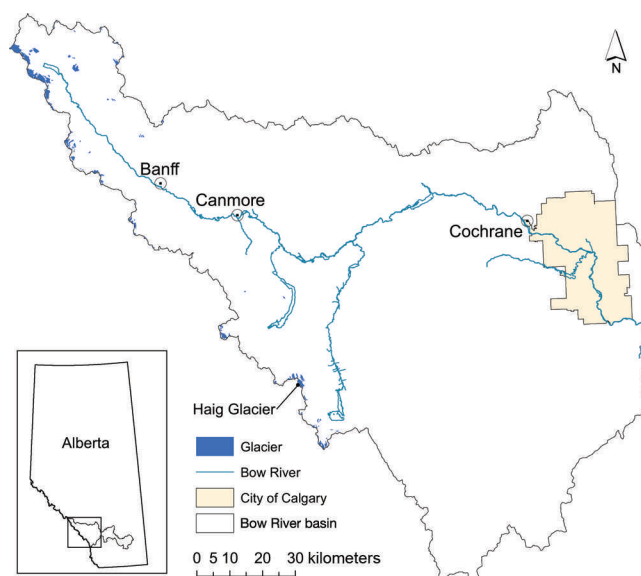 N
Banff
Canmore
Cochrane
Haig Glacier
Alberta
Glacier
Bow River
City of Calgary
Bow River basin
0 5 10 30 kilometers